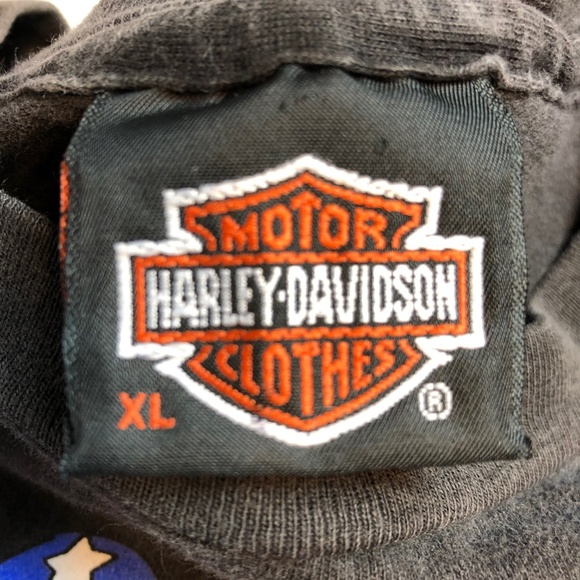 MOTOR
HARLEY-DAVIDSON
CLOTHES
XL ®